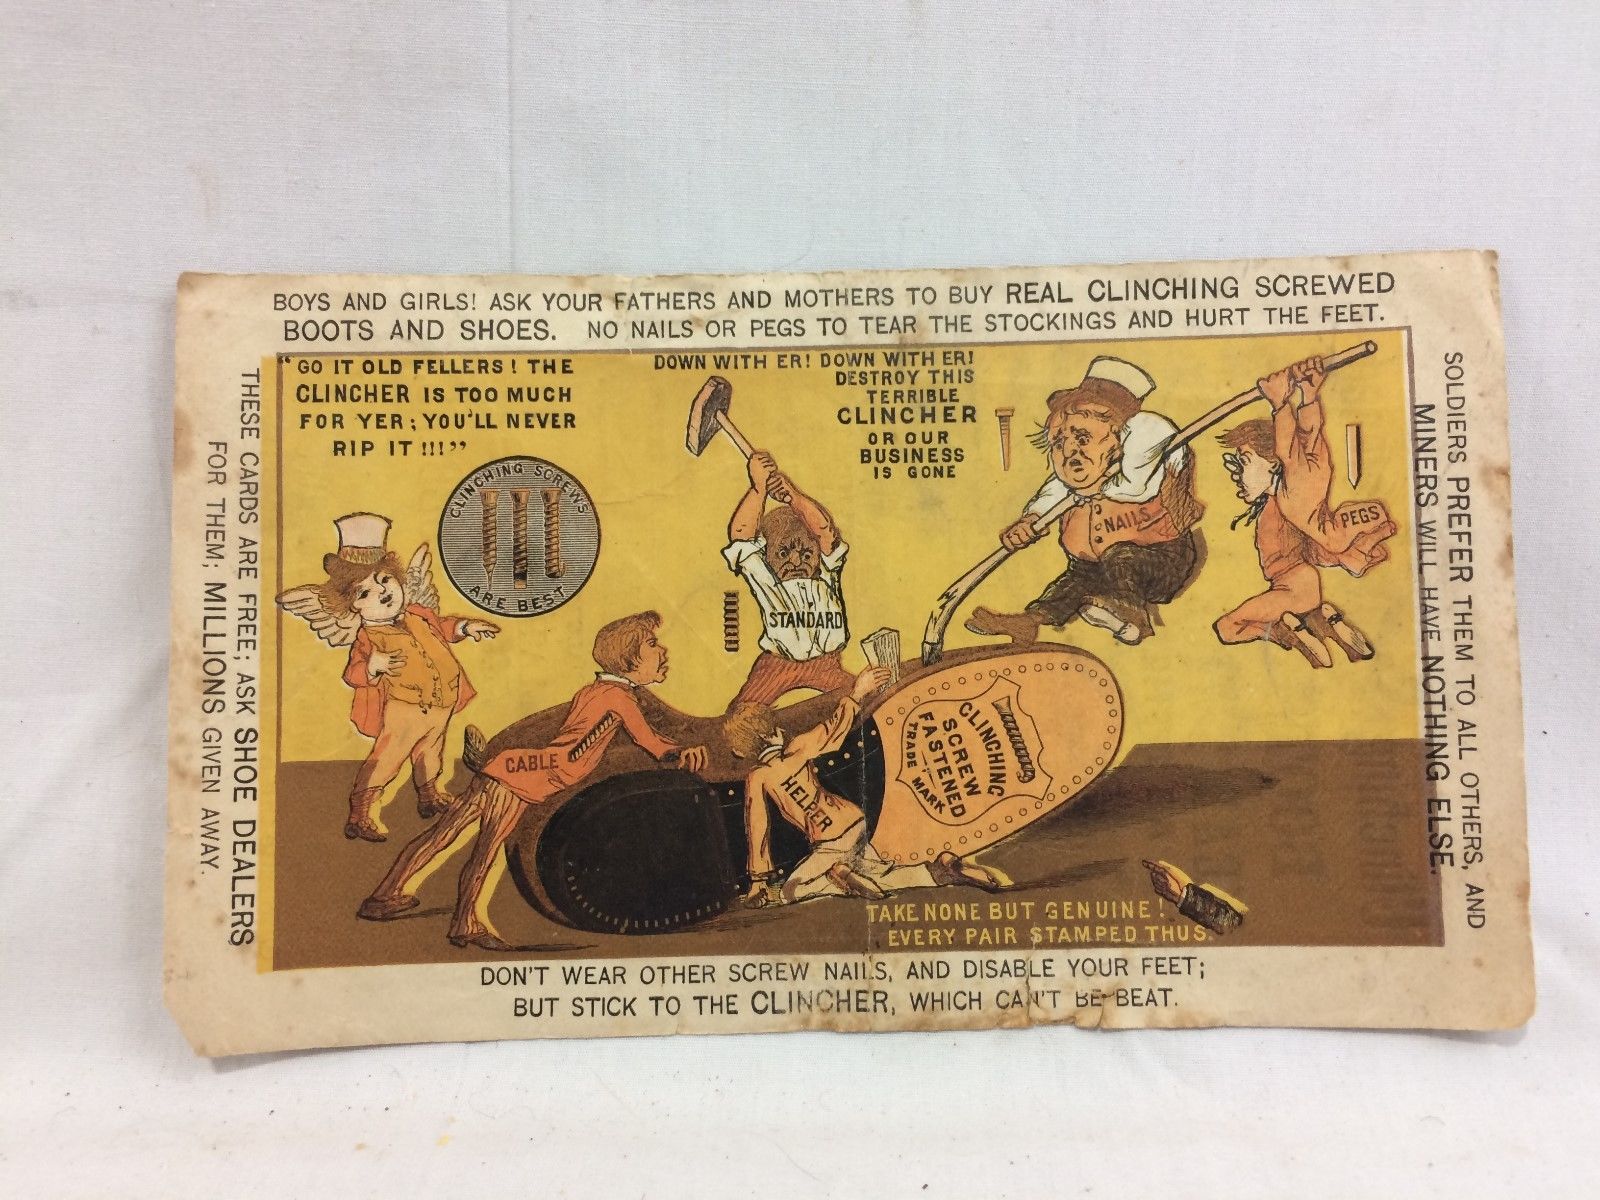 BOYS AND GIRLS! ASK YOUR FATHERS AND MOTHERS TO BUY REAL CLINCHING SCREWED
BOOTS AND SHOES. NO NAILS OR PEGS TO TEAR THE STOCKINGS AND HURT THE FEET.
THESE CARDS ARE FREE; ASK SHOE DEALERS
FOR THEM; MILLIONS GIVEN AWAY.
"GO IT OLD FELLERS! THE
CLINCHER IS TOO MUCH
FOR YER; YOU'LL NEVER
RIP IT!!!"
CLINCHING SCREWS
ARE BEST
DOWN WITH ER! DOWN WITH ER!
DESTROY THIS
TERRIBLE
CLINCHER
OR OUR
BUSINESS
IS GONE
STANDARD
NAILS
PEGS
CABLE
HELPER
CLINCHING
SCREW
FASTENED
TRADE MARK
TAKE NONE BUT GENUINE!
EVERY PAIR STAMPED THUS.
SOLDIERS PREFER THEM TO ALL OTHERS, AND
MINERS WILL HAVE NOTHING ELSE.
DON'T WEAR OTHER SCREW NAILS, AND DISABLE YOUR FEET;
BUT STICK TO THE CLINCHER, WHICH CAN'T BE BEAT.